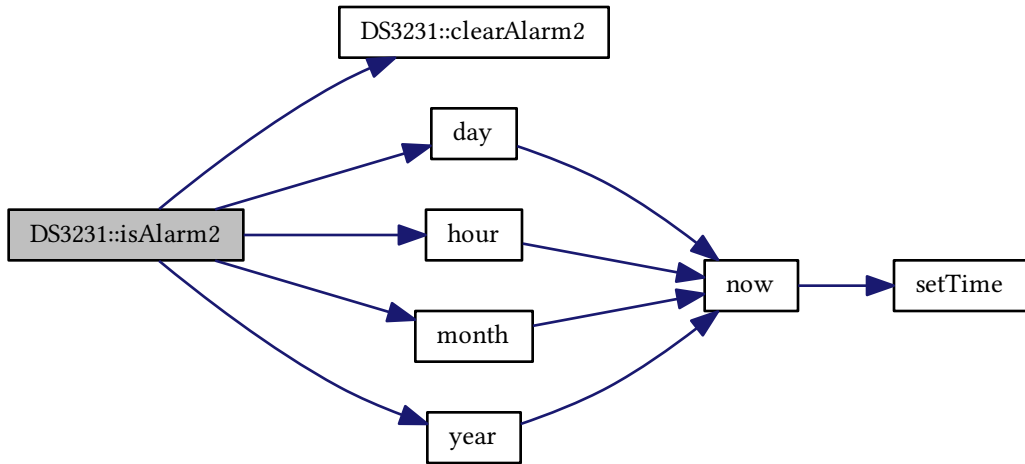 DS3231::clearAlarm2
day
DS3231::isAlarm2
hour
now
setTime
month
year